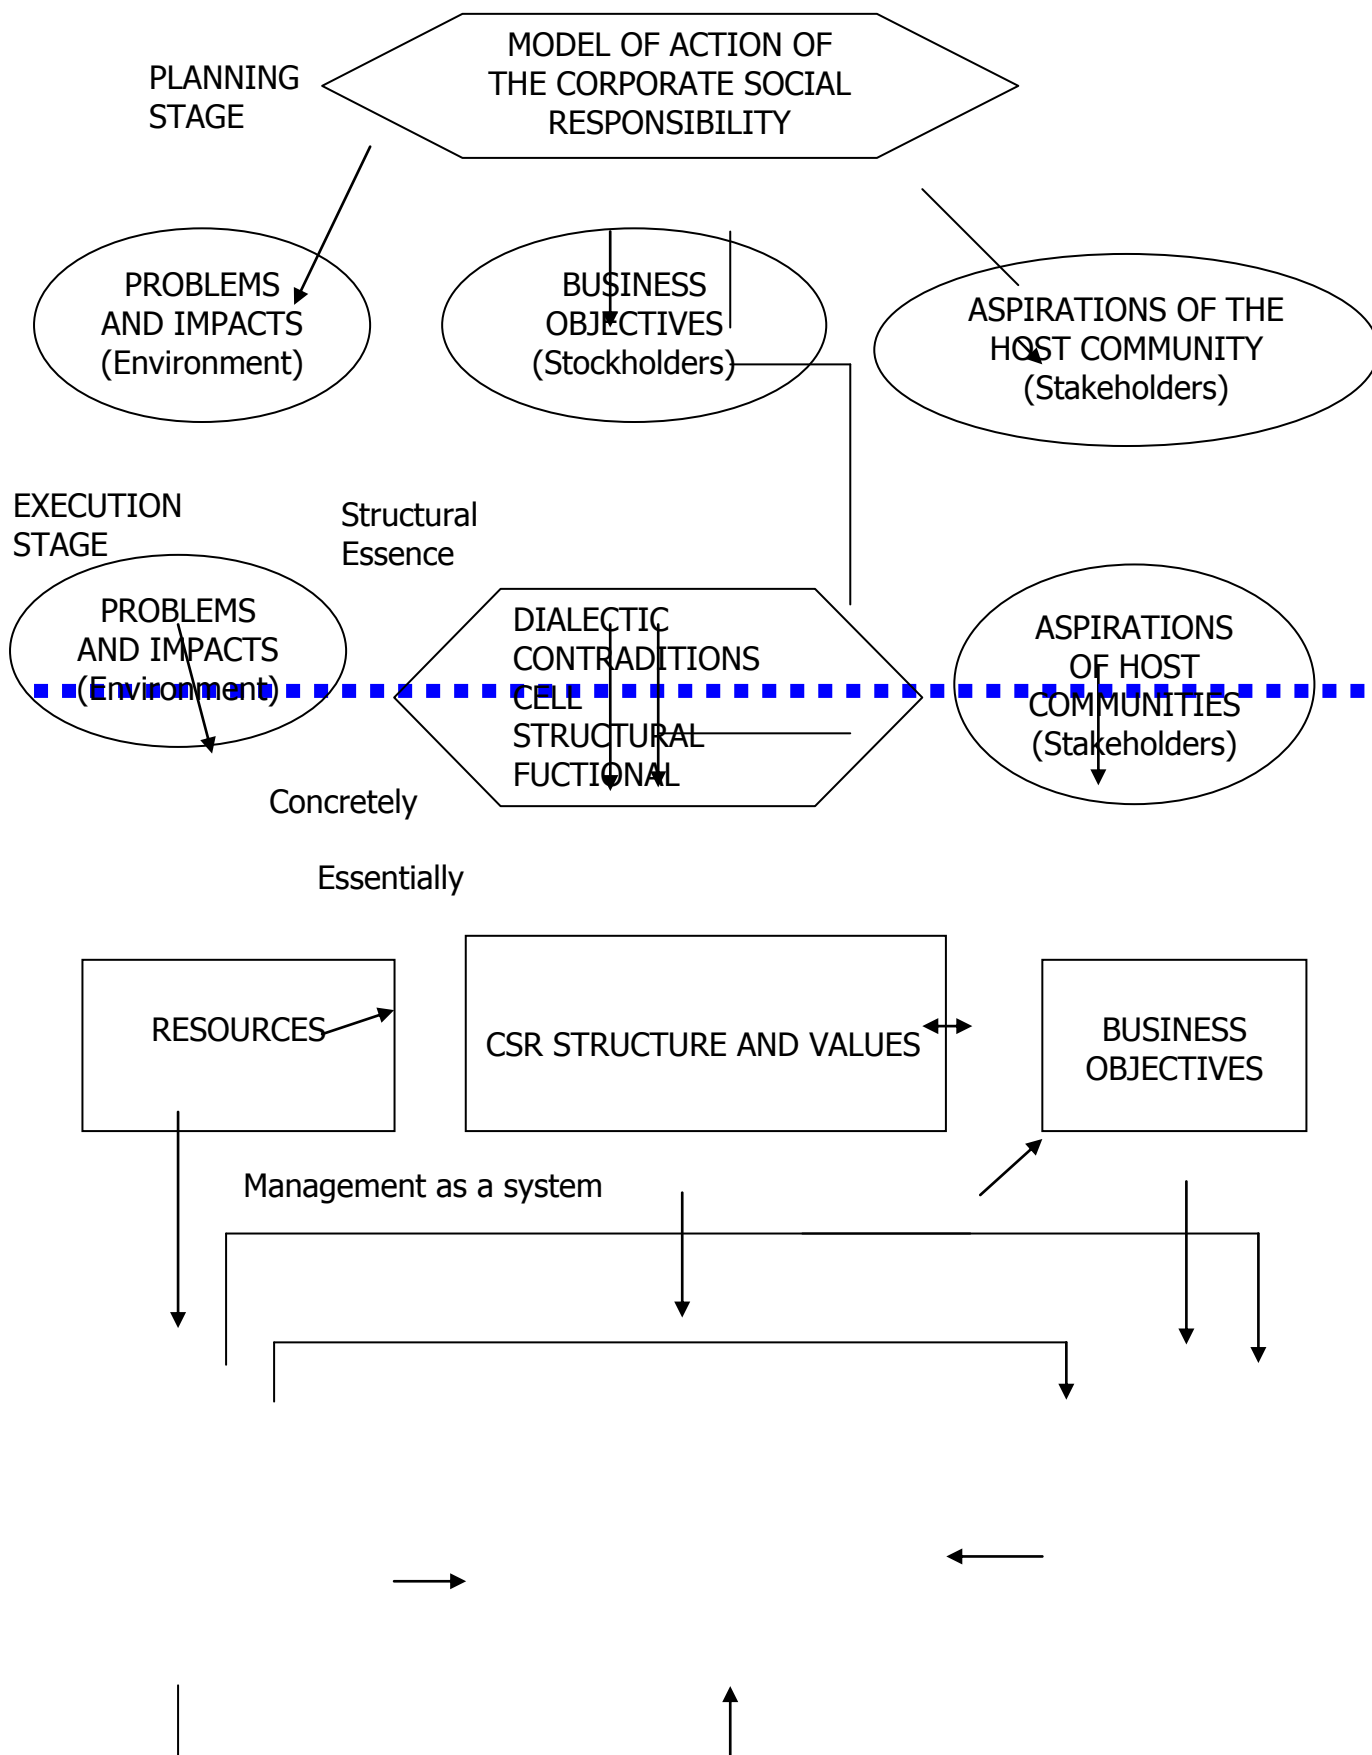 PLANNING
STAGE
MODEL OF ACTION OF
THE CORPORATE SOCIAL
RESPONSIBILITY
PROBLEMS
AND IMPACTS
(Environment)
BUSINESS
OBJECTIVES
(Stockholders)
ASPIRATIONS OF THE
HOST COMMUNITY
(Stakeholders)
EXECUTION
STAGE
Structural
Essence
PROBLEMS
AND IMPACTS
(Environment)
DIALECTIC
CONTRADITIONS
CELL
STRUCTURAL
FUCTIONAL
ASPIRATIONS
OF HOST
COMMUNITIES
(Stakeholders)
Concretely
Essentially
RESOURCES
CSR STRUCTURE AND VALUES
BUSINESS
OBJECTIVES
Management as a system